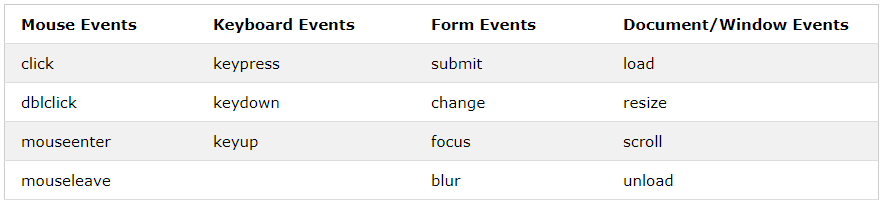 Mouse Events Keyboard Events Form Events Document/Window Events
click keypress submit load
dblclick keydown change resize
mouseenter keyup focus scroll
mouseleave blur unload